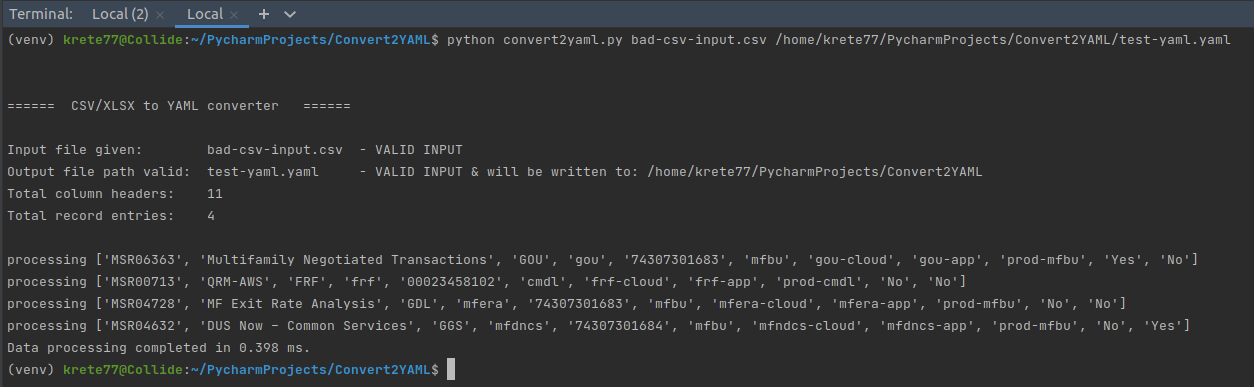 Terminal: Local (2) × Local × +
(venv) krete77@Collide:~/PycharmProjects/Convert2YAML$ python convert2yaml.py bad-csv-input.csv /home/krete77/PycharmProjects/Convert2YAML/test-yaml.yaml
====== CSV/XLSX to YAML converter ======
Input file given: bad-csv-input.csv - VALID INPUT
Output file path valid: test-yaml.yaml - VALID INPUT & will be written to: /home/krete77/PycharmProjects/Convert2YAML
Total column headers: 11
Total record entries: 4
processing ['MSR06363', 'Multifamily Negotiated Transactions', 'GOU', 'gou', '74307301683', 'mfbu', 'gou-cloud', 'gou-app', 'prod-mfbu', 'Yes', 'No']
processing ['MSR00713', 'QRM-AWS', 'FRF', 'frf', '00023458102', 'cmdl', 'frf-cloud', 'frf-app', 'prod-cmdl', 'No', 'No']
processing ['MSR04728', 'MF Exit Rate Analysis', 'GDL', 'mfera', '74307301683', 'mfbu', 'mfera-cloud', 'mfera-app', 'prod-mfbu', 'No', 'No']
processing ['MSR04632', 'DUS Now – Common Services', 'GGS', 'mfdncs', '74307301684', 'mfbu', 'mfndcs-cloud', 'mfdncs-app', 'prod-mfbu', 'No', 'Yes']
Data processing completed in 0.398 ms.
(venv) krete77@Collide:~/PycharmProjects/Convert2YAML$